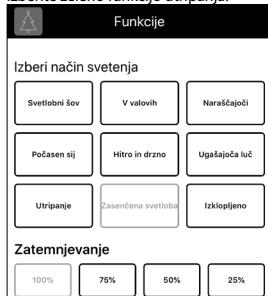 Izberite želeno funkcije utripanja.
Funkcije
Izberi način svetenja
Svetlobni šov
V valovih
Naraščajoči
Počasen sij
Hitro in drzno
Ugašajoča luč
Utripanje
Zasenčena svetloba
Izklopljeno
Zatemnjevanje
100%
75%
50%
25%